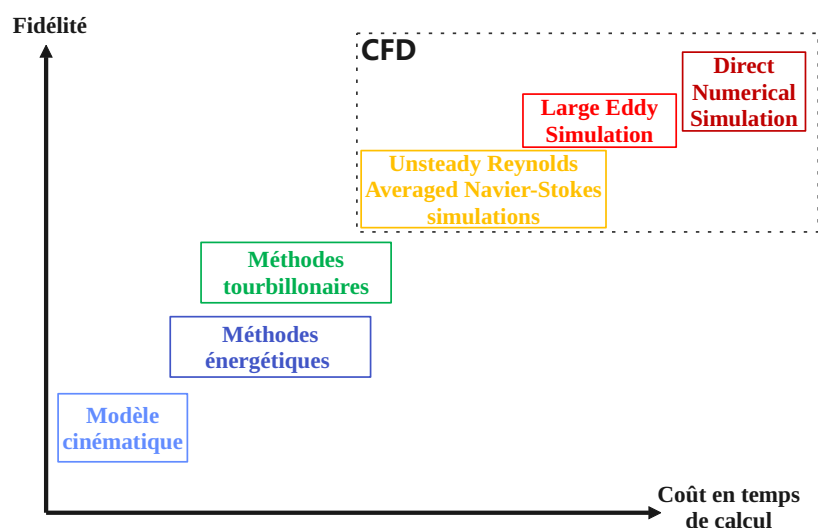 Fidélité
CFD
Direct
Numerical
Simulation
Large Eddy
Simulation
Unsteady Reynolds
Averaged Navier-Stokes
simulations
Méthodes
tourbillonaires
Méthodes
énergétiques
Modèle
cinématique
Coût en temps
de calcul